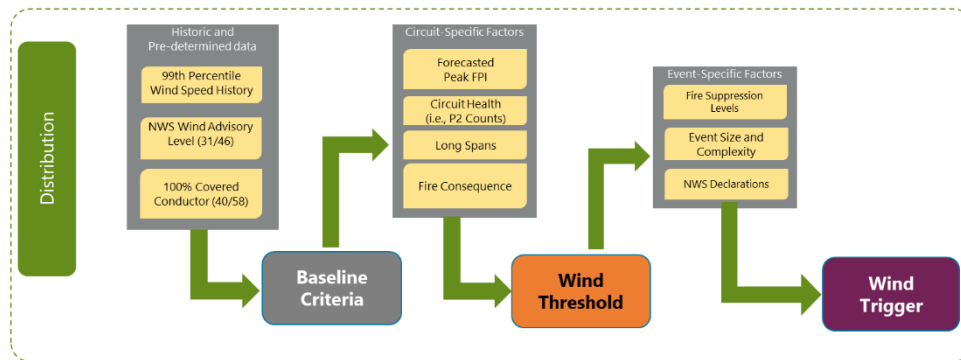 Distribution
Historic and
Pre-determined data
99th Percentile
Wind Speed History
NWS Wind Advisory
Level (31/46)
100% Covered
Conductor (40/58)
Baseline
Criteria
Circuit-Specific Factors
Forecasted
Peak FPI
Circuit Health
(i.e., P2 Counts)
Long Spans
Fire Consequence
Wind
Threshold
Event-Specific Factors
Fire Suppression
Levels
Event Size and
Complexity
NWS Declarations
Wind
Trigger